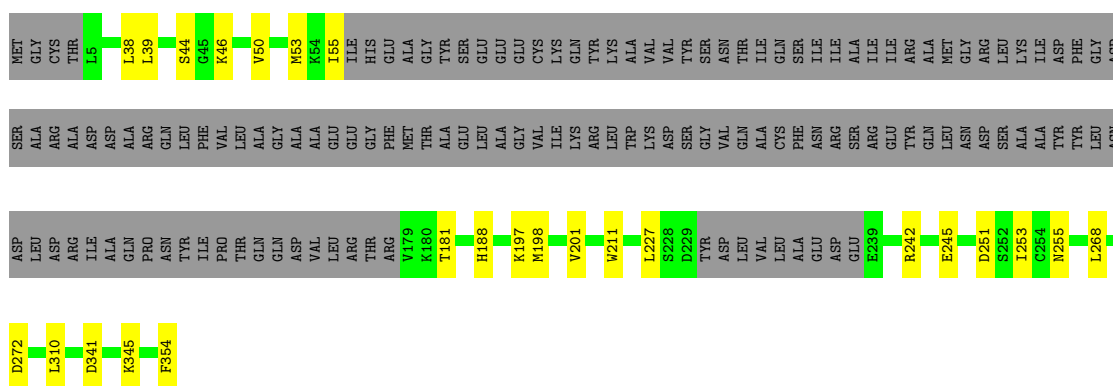 MET GLY CYS THR L5 L38 L39 S44 G45 K46 V50 M53 K54 I55 ILE HIS GLU ALA GLY TYR SER GLU GLU GLU CYS LYS GLN TYR LYS ALA VAL VAL TYR SER ASN THR ILE GLN SER ILE ILE ALA ILE ILE ARG ALA MET GLY ARG LEU LYS ILE ASP PHE GLY
SER ALA ARG ALA ASP ASP ALA ARG GLN LEU PHE VAL LEU ALA GLY ALA ALA GLU GLU GLY PHE MET THR ALA GLU LEU ALA GLY VAL ILE LYS ARG LEU TRP LYS ASP SER GLY VAL GLN ALA CYS PHE ASN ARG SER ARG GLU TYR GLN LEU ASN ASP SER ALA ALA TYR TYR LEU
ASP LEU ASP ARG ILE ALA GLN PRO ASN TYR ILE PRO THR GLN GLN ASP VAL LEU ARG THR ARG V179 K180 T181 H188 K197 M198 V201 W211 L227 S228 D229 TYR ASP LEU VAL LEU ALA GLU ASP GLU E239 R242 E245 D251 S252 I253 C254 N255 L268
D272 L310 D341 K345 F354